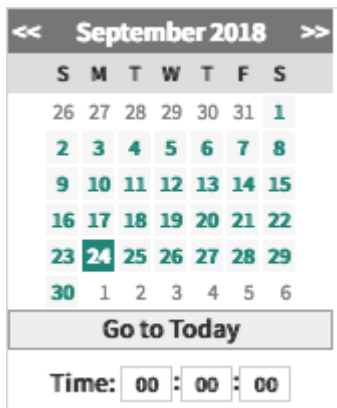 << September 2018 >>
S M T W T F S
26 27 28 29 30 31 1
2 3 4 5 6 7 8
9 10 11 12 13 14 15
16 17 18 19 20 21 22
23 24 25 26 27 28 29
30 1 2 3 4 5 6
Go to Today
Time: 00 : 00 : 00